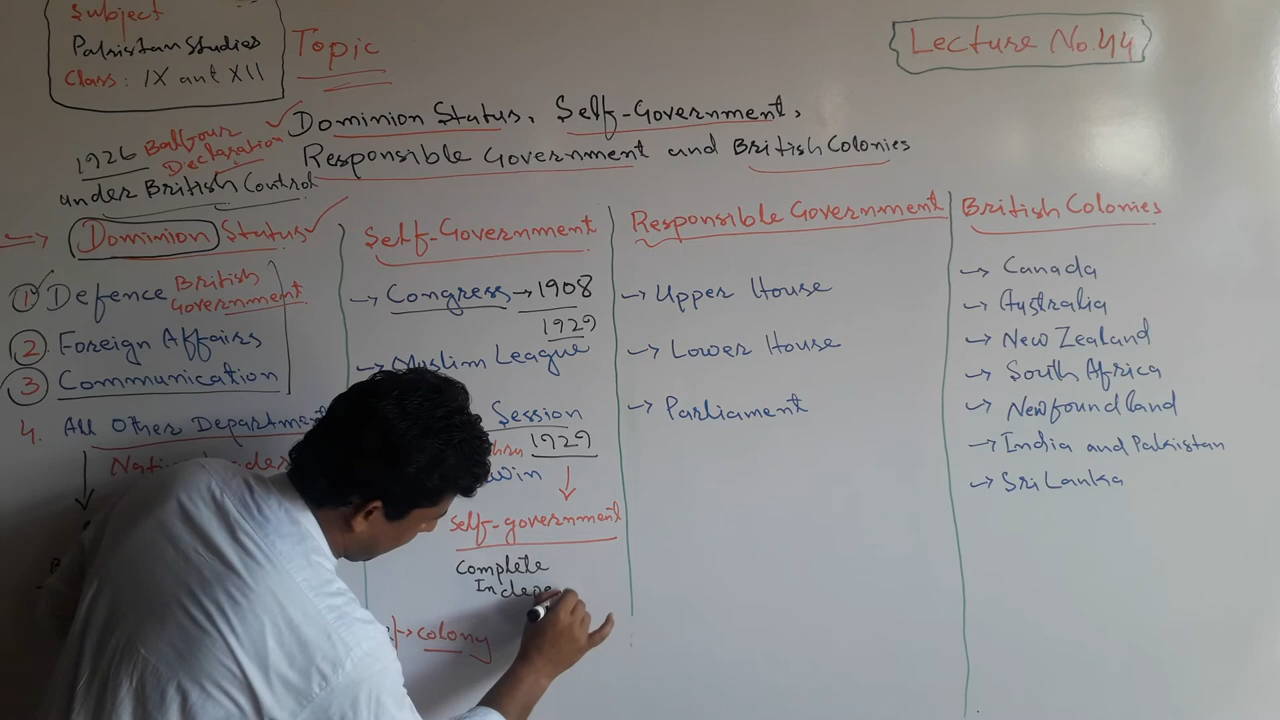 Subject
Pakistan Studies
Class: IX and XII
Topic
Lecture No.44
Dominion Status, Self-Government,
Responsible Government and British Colonies
1926 Balfour
Declaration
under British Control
Dominion Status
1 Defence British
Government
2 Foreign Affairs
3 Communication
4. All Other Department
Self-Government
→ Congress → 1908
1929
→ Muslim League
Session
1929
win
Self-government
Complete
Indepe
→ colony
Responsible Government
→ Upper House
→ Lower House
→ Parliament
British Colonies
→ Canada
→ Australia
→ New Zealand
→ South Africa
→ Newfoundland
→ India and Pakistan
→ Sri Lanka